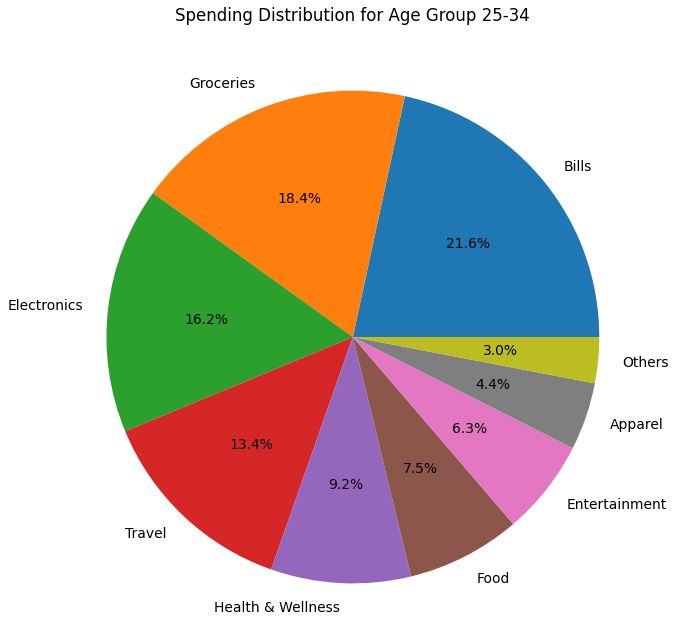 Spending Distribution for Age Group 25-34
Groceries
Bills
18.4%
21.6%
Electronics
16.2%
3.0%
Others
4.4%
Apparel
6.3%
13.4%
7.5%
9.2%
Entertainment
Travel
Food
Health & Wellness